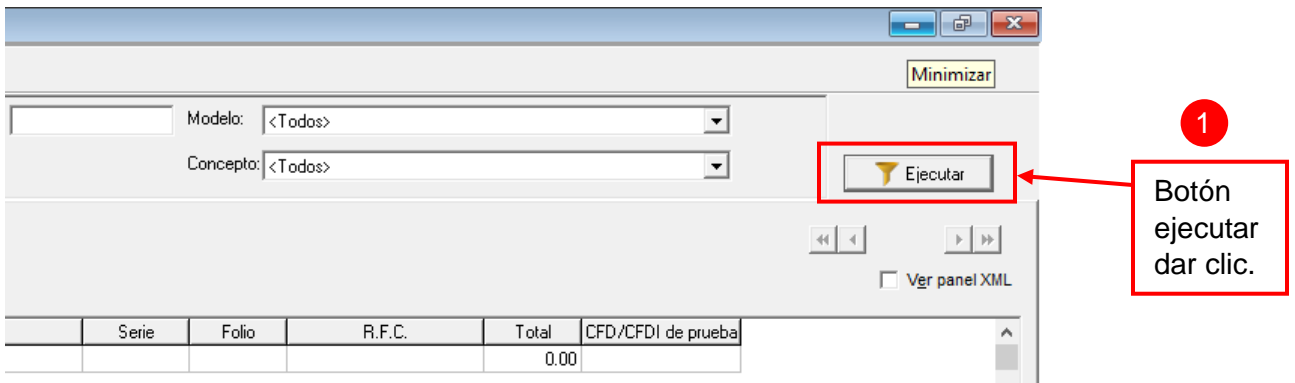 Minimizar
Modelo: <Todos>
Concepto: <Todos>
Ejecutar
1
Botón
ejecutar
dar clic.
Ver panel XML
Serie Folio R.F.C. Total CFD/CFDI de prueba
0.00